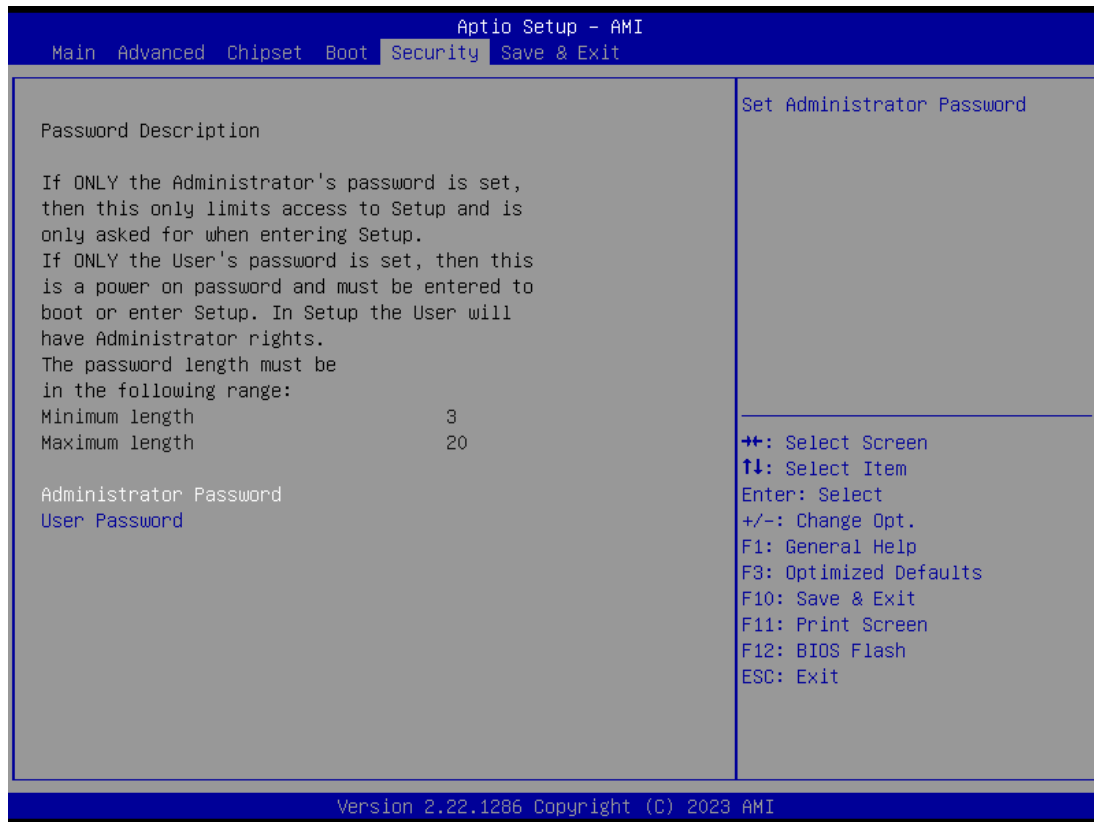 Aptio Setup – AMI
Main Advanced Chipset Boot Security Save & Exit
Password Description
If ONLY the Administrator's password is set,
then this only limits access to Setup and is
only asked for when entering Setup.
If ONLY the User's password is set, then this
is a power on password and must be entered to
boot or enter Setup. In Setup the User will
have Administrator rights.
The password length must be
in the following range:
Minimum length 3
Maximum length 20
Administrator Password
User Password
Set Administrator Password
→←: Select Screen
↑↓: Select Item
Enter: Select
+/-: Change Opt.
F1: General Help
F3: Optimized Defaults
F10: Save & Exit
F11: Print Screen
F12: BIOS Flash
ESC: Exit
Version 2.22.1286 Copyright (C) 2023 AMI